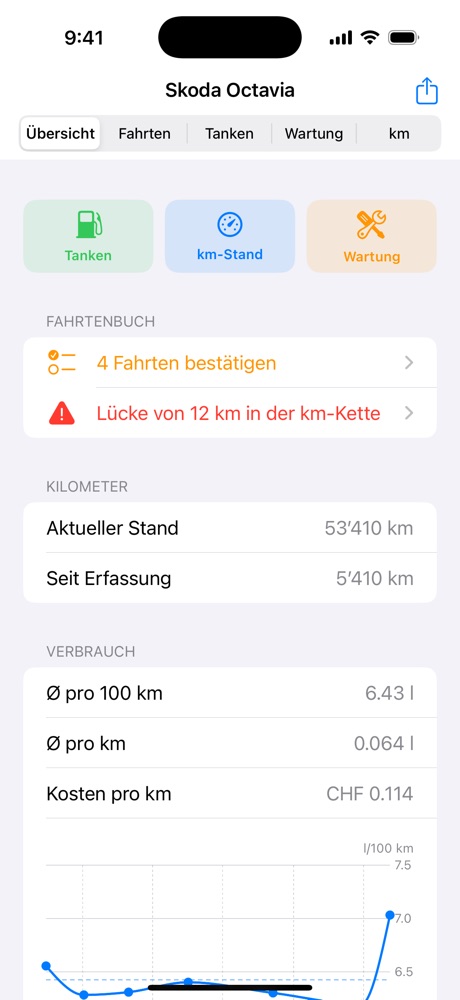 9:41
Skoda Octavia
Übersicht Fahrten Tanken Wartung km
Tanken km-Stand Wartung
FAHRTENBUCH
4 Fahrten bestätigen
Lücke von 12 km in der km-Kette
KILOMETER
Aktueller Stand 53’410 km
Seit Erfassung 5’410 km
VERBRAUCH
Ø pro 100 km 6.43 l
Ø pro km 0.064 l
Kosten pro km CHF 0.114
l/100 km
7.5
7.0
6.5